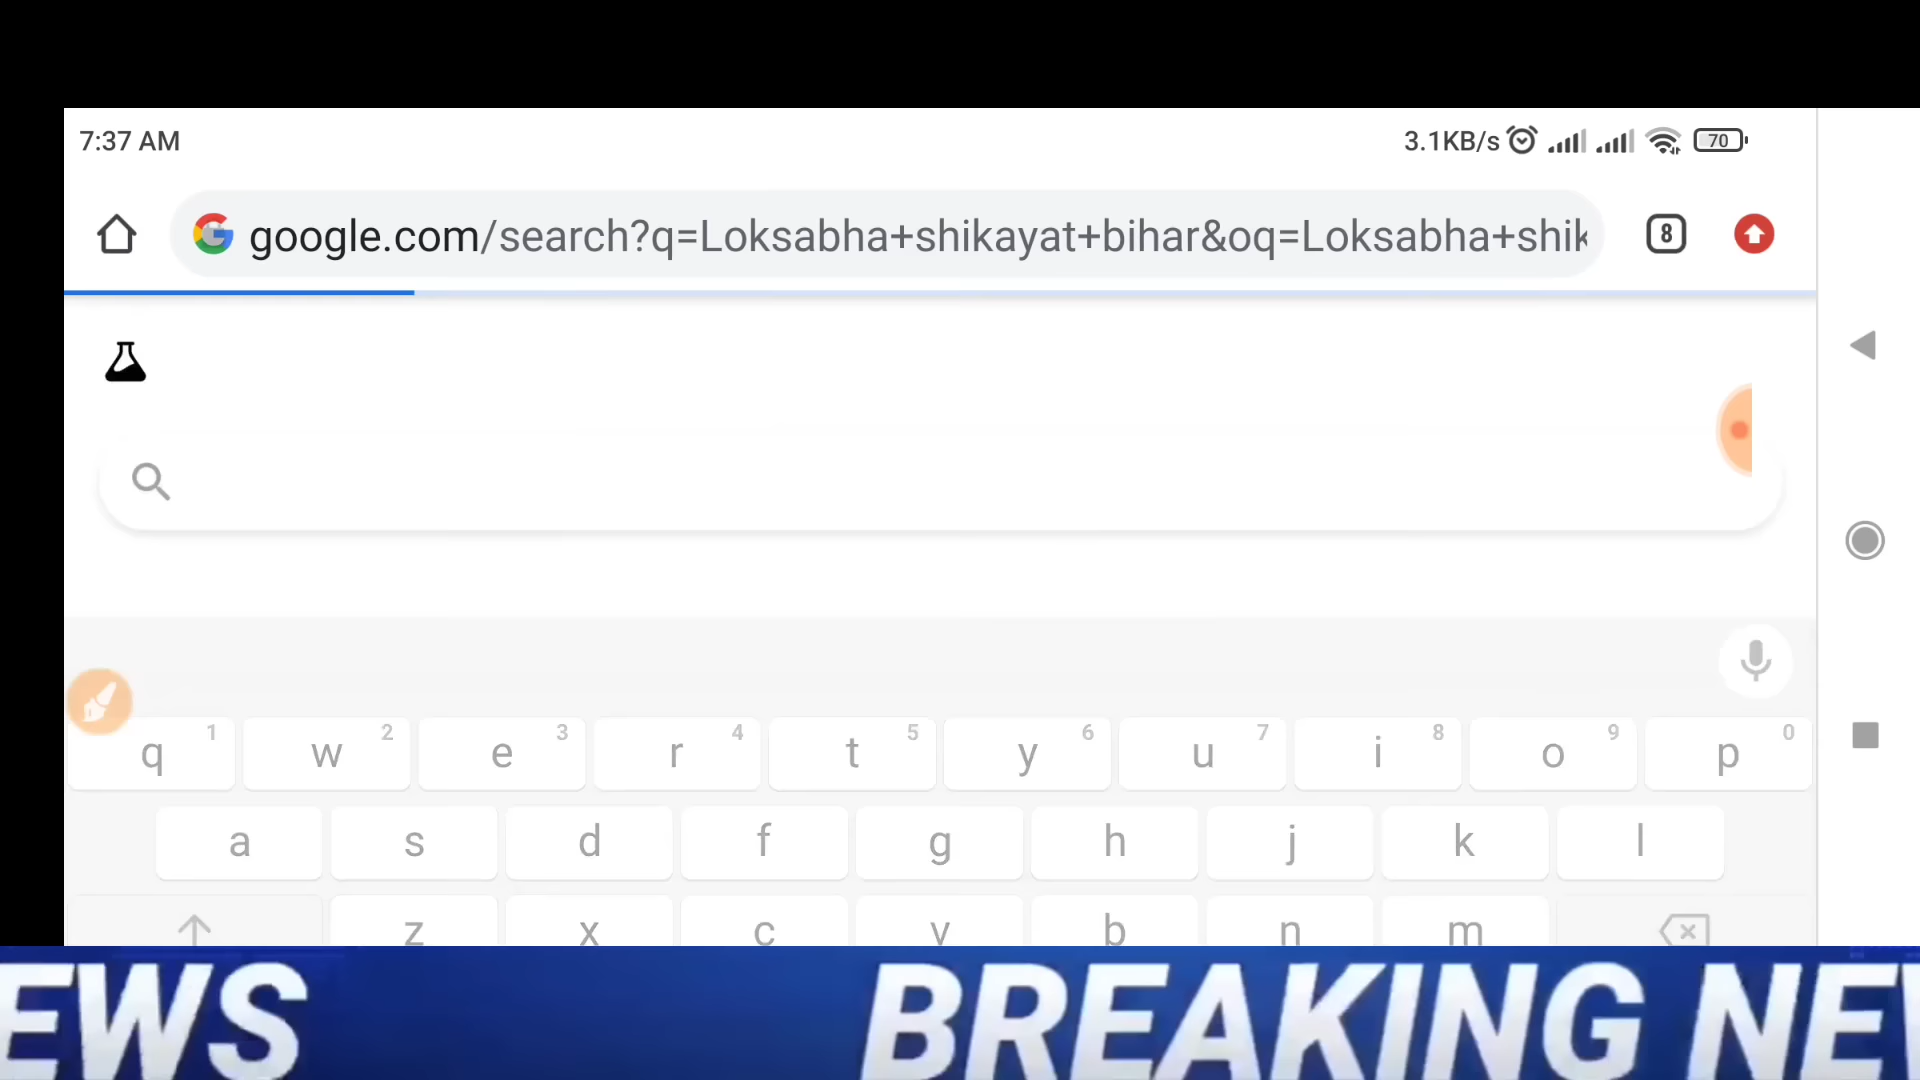 7:37 AM 3.1KB/s 70
google.com/search?q=Loksabha+shikayat+bihar&oq=Loksabha+shik 8
q 1 w 2 e 3 r 4 t 5 y 6 u 7 i 8 o 9 p 0
a s d f g h j k l
z x c v b n m
EWS BREAKING NEW